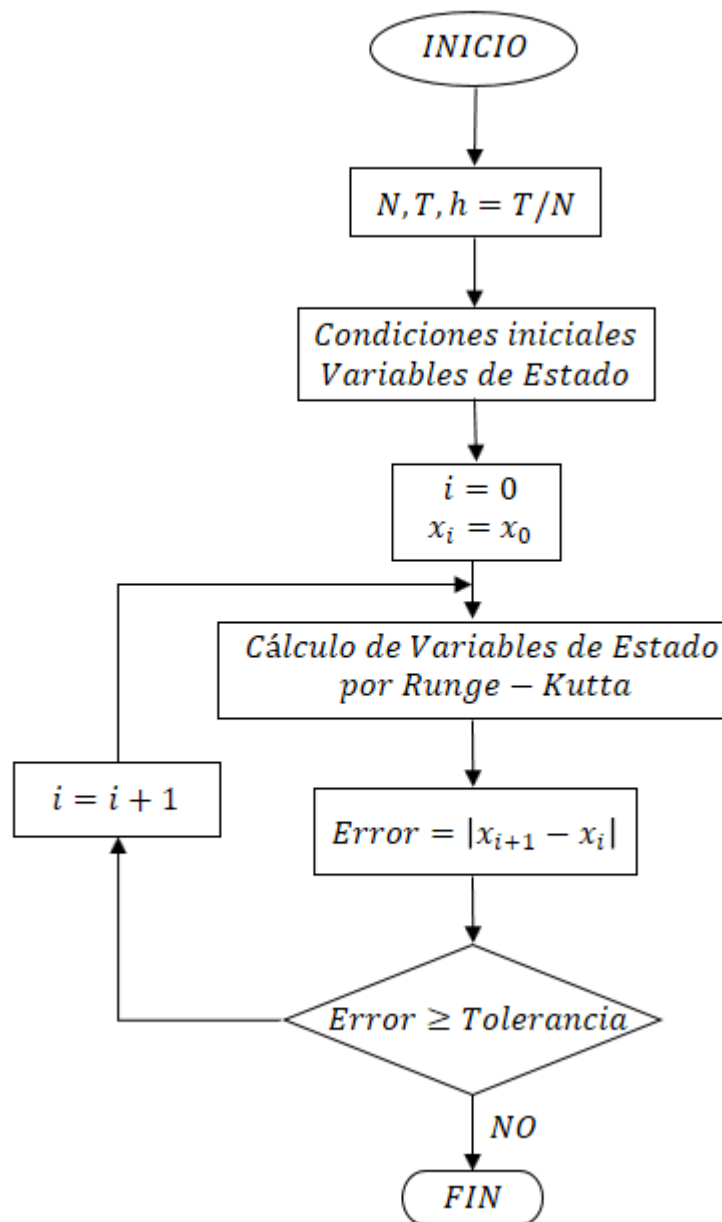 INICIO
N, T, h = T/N
Condiciones iniciales
Variables de Estado
i = 0
x_i = x_0
Cálculo de Variables de Estado
por Runge − Kutta
i = i + 1
Error = |x_{i+1} − x_i|
Error ≥ Tolerancia
NO
FIN